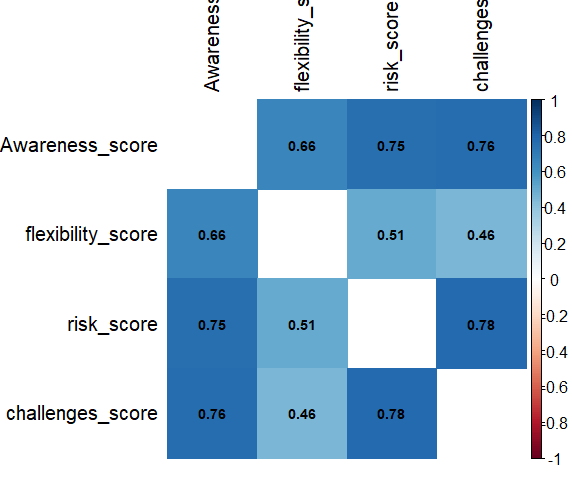 Awareness
flexibility_s
risk_score
challenges
Awareness_score 0.66 0.75 0.76
flexibility_score 0.66 0.51 0.46
risk_score 0.75 0.51 0.78
challenges_score 0.76 0.46 0.78
1
0.8
0.6
0.4
0.2
0
-0.2
-0.4
-0.6
-0.8
-1